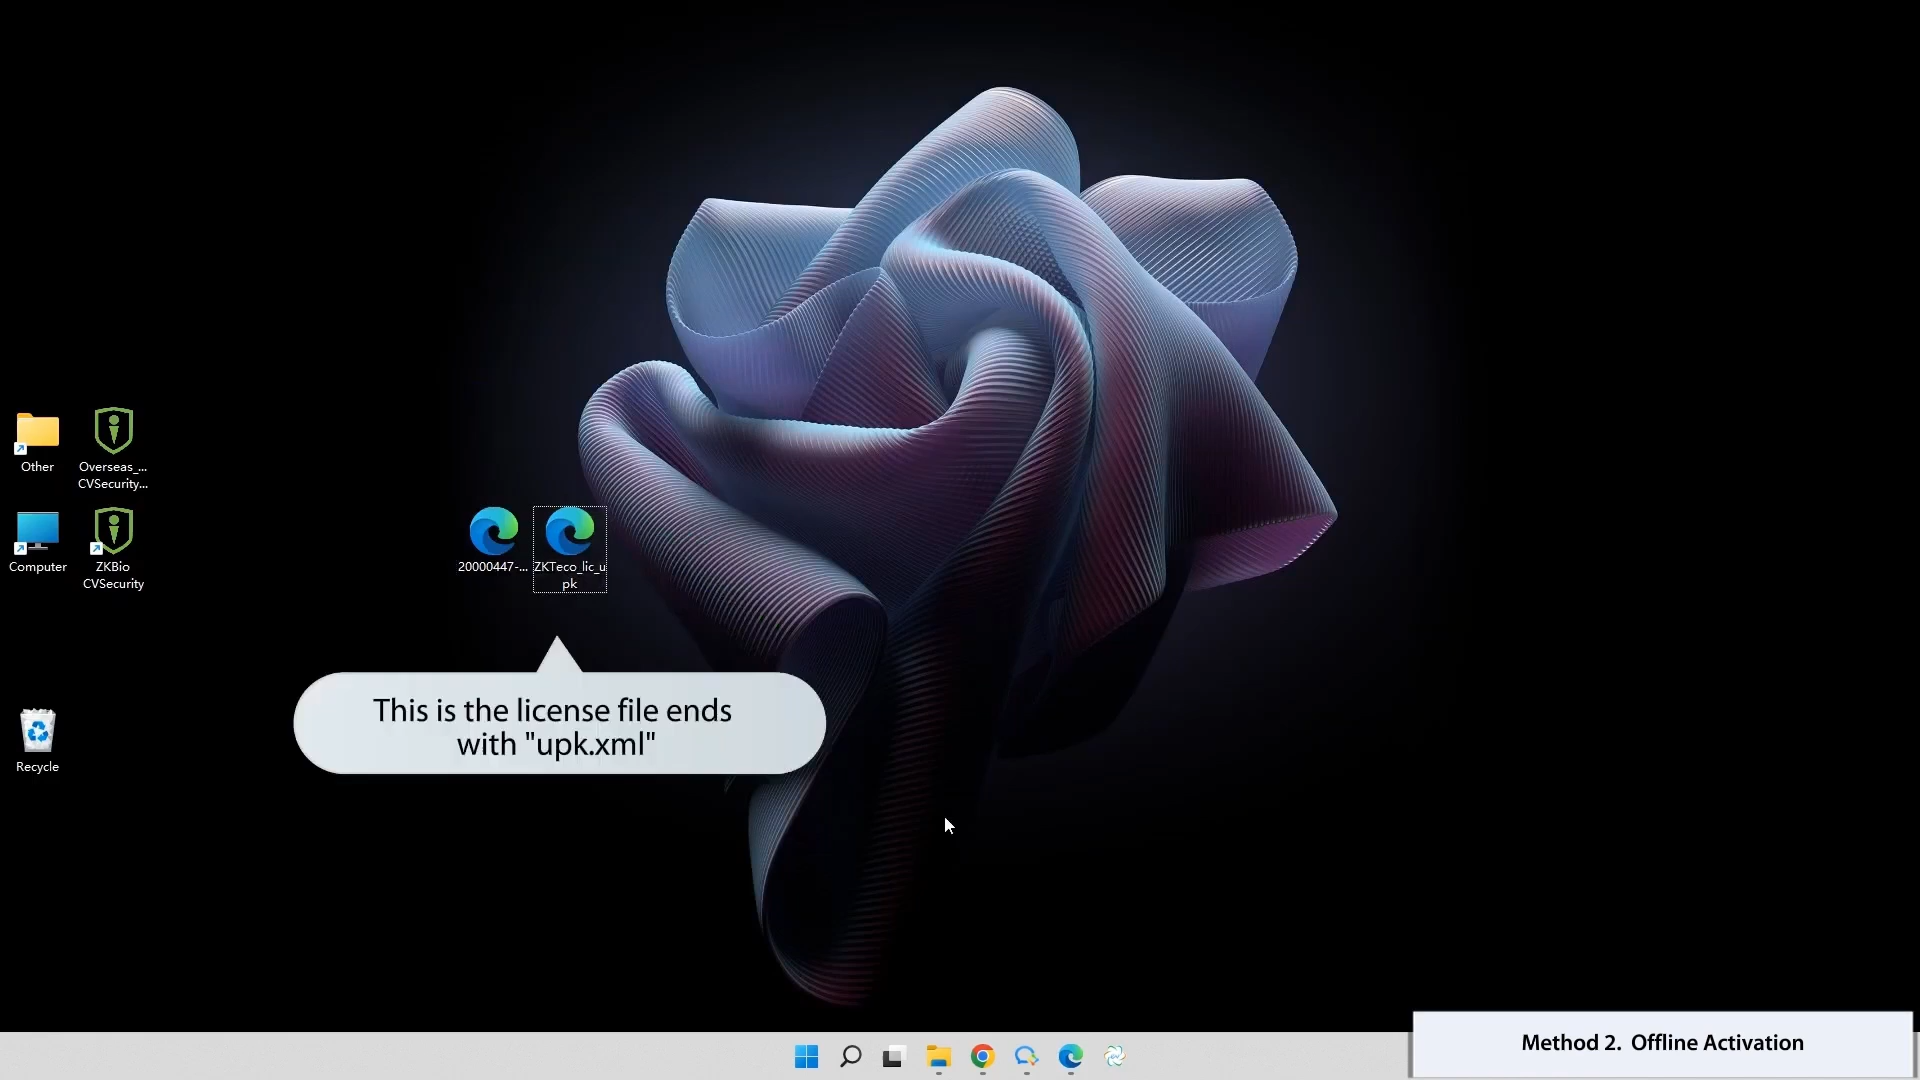 Other
Overseas_...
CVSecurity...
Computer
ZKBio
CVSecurity
20000447-...
ZKTeco_lic_u
pk
This is the license file ends
with "upk.xml"
Recycle
Method 2.  Offline Activation